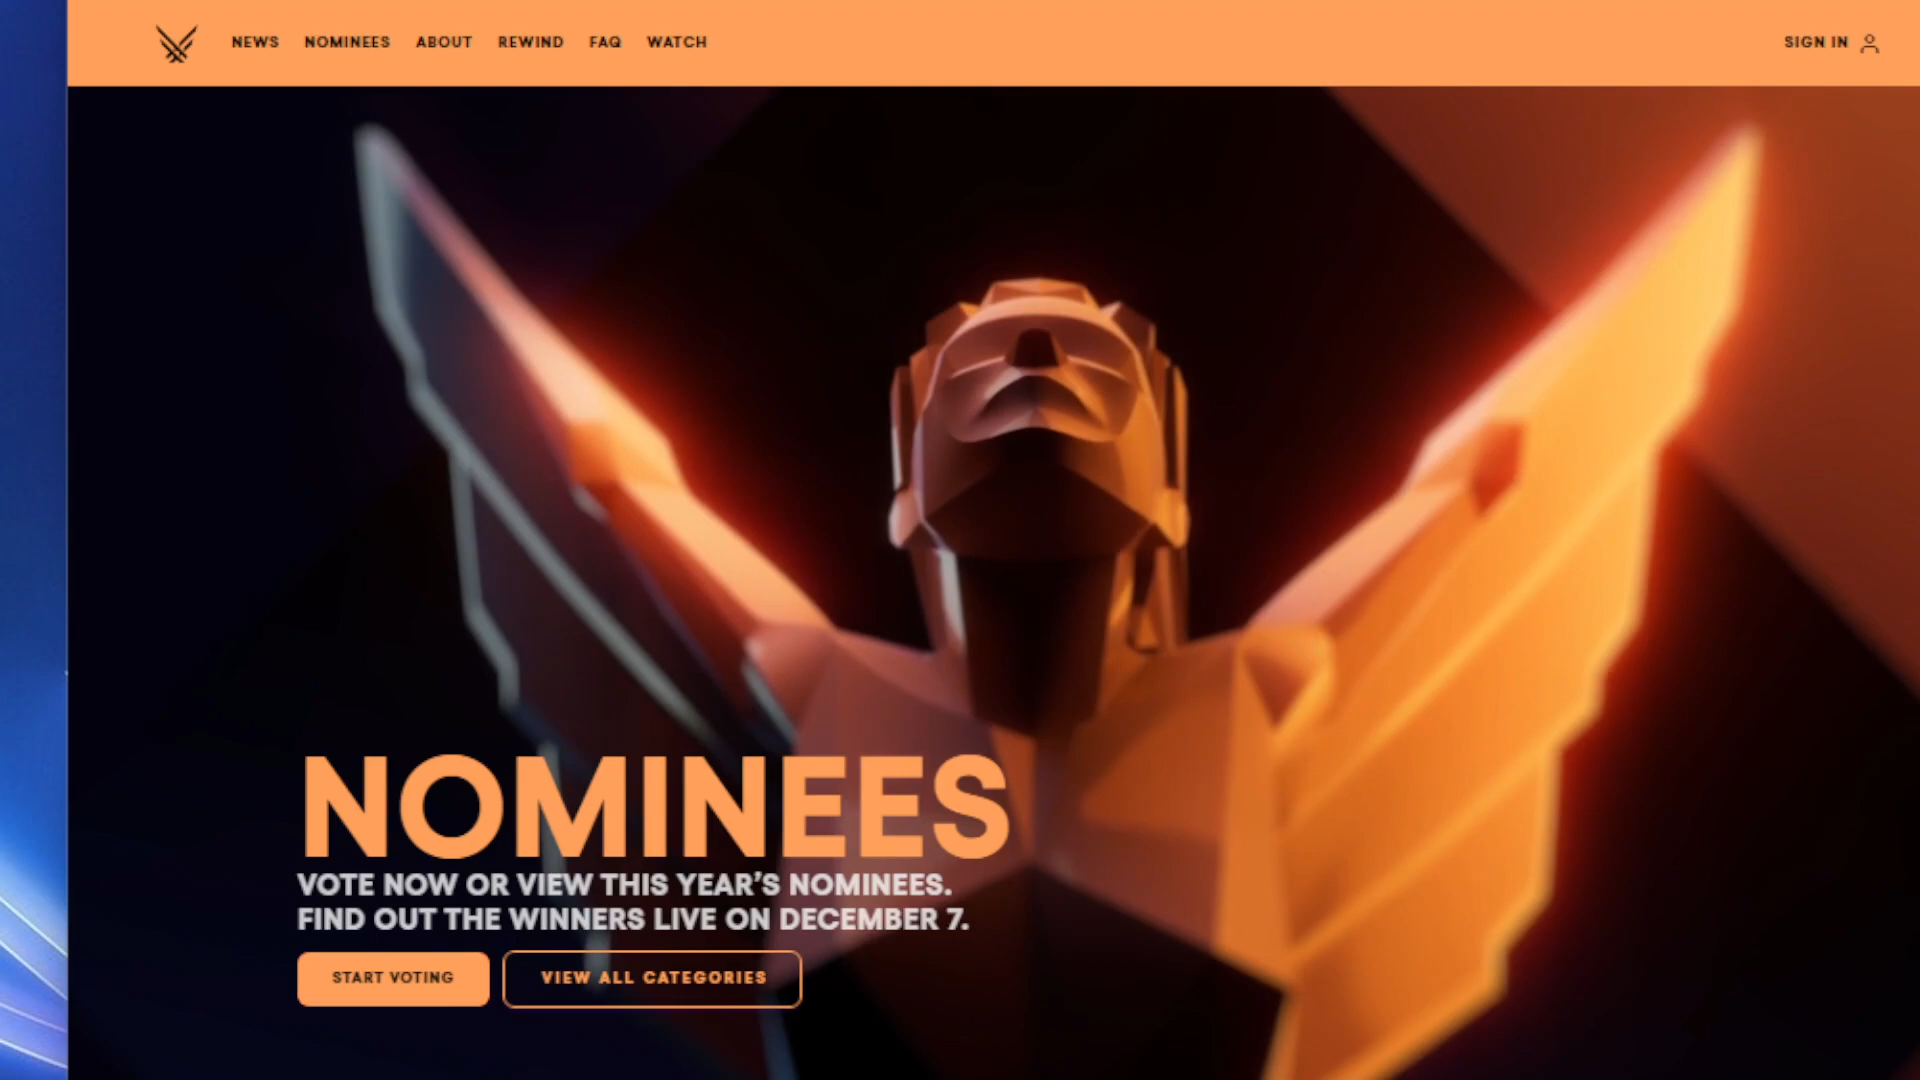 NEWS NOMINEES ABOUT REWIND FAQ WATCH SIGN IN
NOMINEES
VOTE NOW OR VIEW THIS YEAR’S NOMINEES.
FIND OUT THE WINNERS LIVE ON DECEMBER 7.
START VOTING VIEW ALL CATEGORIES